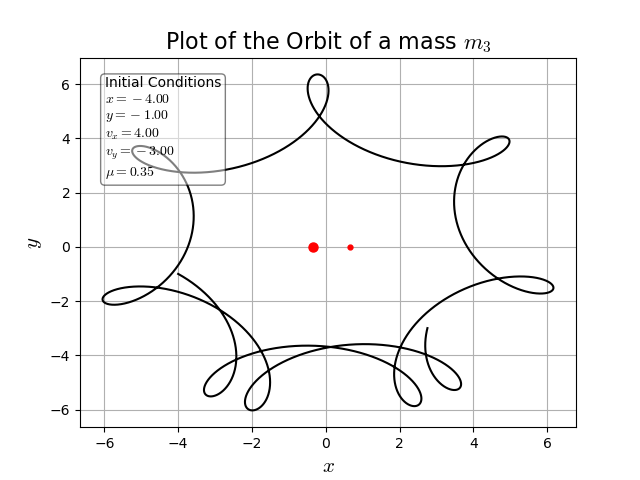 Plot of the Orbit of a mass m₃
Initial Conditions
x = −4.00
y = −1.00
vₓ = 4.00
v_y = −3.00
μ = 0.35
y
6
4
2
0
−2
−4
−6
−6 −4 −2 0 2 4 6
x